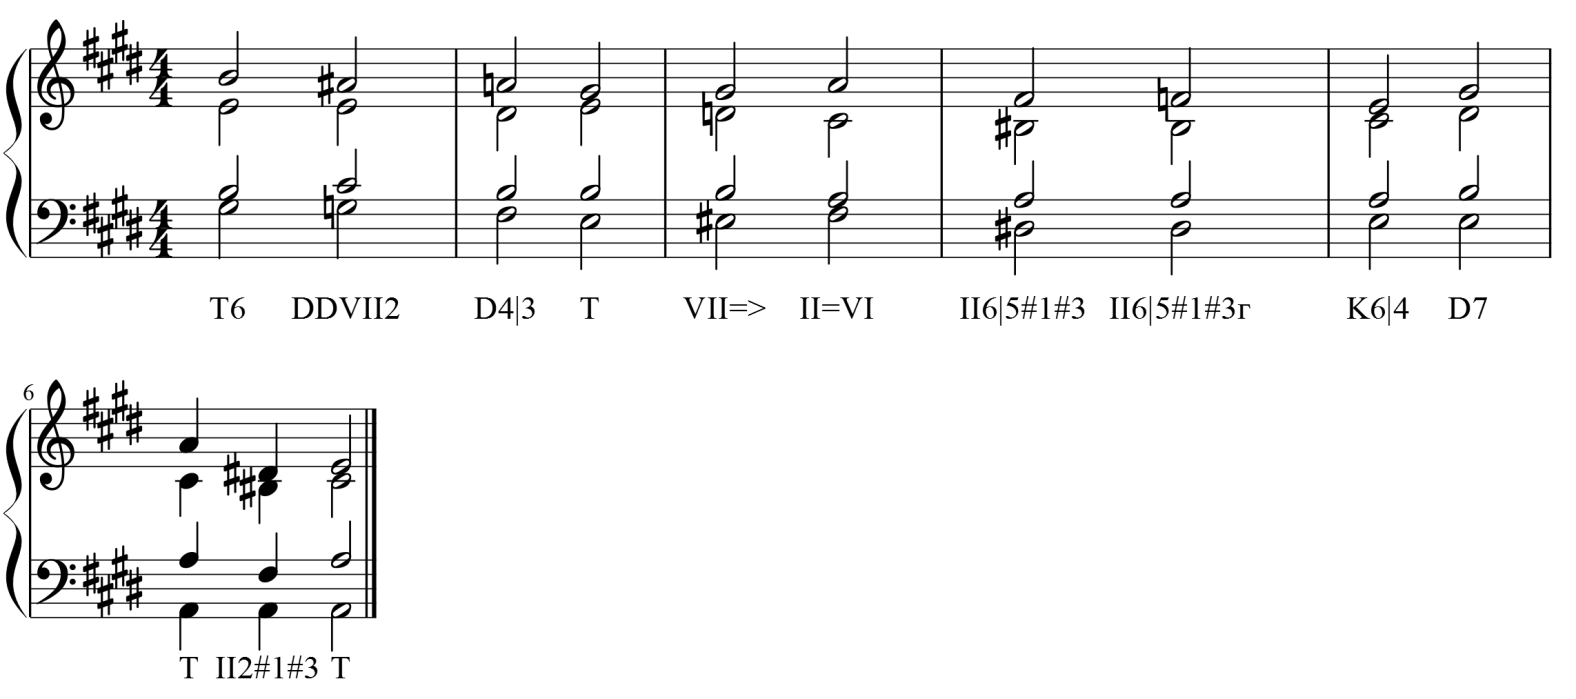 T6 DDVII2 D4|3 T VII=> II=VI II6|5#1#3 II6|5#1#3г K6|4 D7
6
T II2#1#3 T